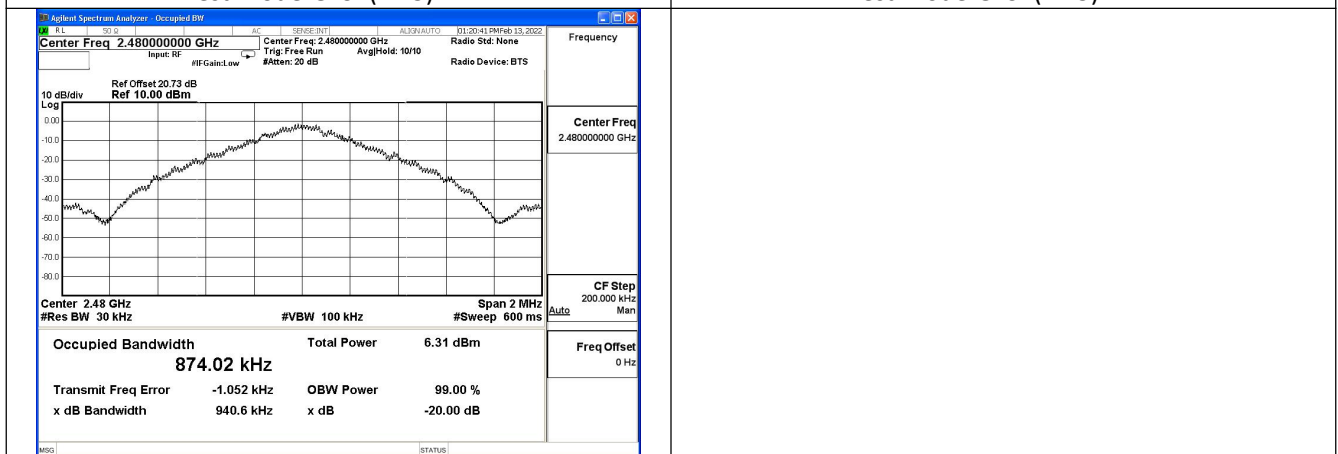 Agilent Spectrum Analyzer - Occupied BW
RL 50 Ω AC SENSE:INT ALIGNAUTO 01:20:41 PM Feb 13, 2022
Center Freq 2.480000000 GHz
Input: RF
#IFGain:Low
Center Freq: 2.480000000 GHz
Trig: Free Run Avg|Hold: 10/10
#Atten: 20 dB
Radio Std: None
Radio Device: BTS
Frequency
Ref Offset 20.73 dB
10 dB/div Ref 10.00 dBm
Log
0.00
-10.0
-20.0
-30.0
-40.0
-50.0
-60.0
-70.0
-80.0
Center Freq
2.480000000 GHz
Center 2.48 GHz Span 2 MHz
#Res BW 30 kHz #VBW 100 kHz #Sweep 600 ms
CF Step
200.000 kHz
Auto Man
Occupied Bandwidth Total Power 6.31 dBm
874.02 kHz
Transmit Freq Error -1.052 kHz OBW Power 99.00 %
x dB Bandwidth 940.6 kHz x dB -20.00 dB
Freq Offset
0 Hz
MSG STATUS